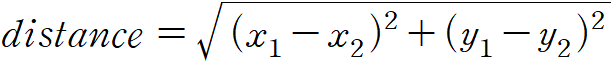 distance = √(x₁ − x₂)² + (y₁ − y₂)²